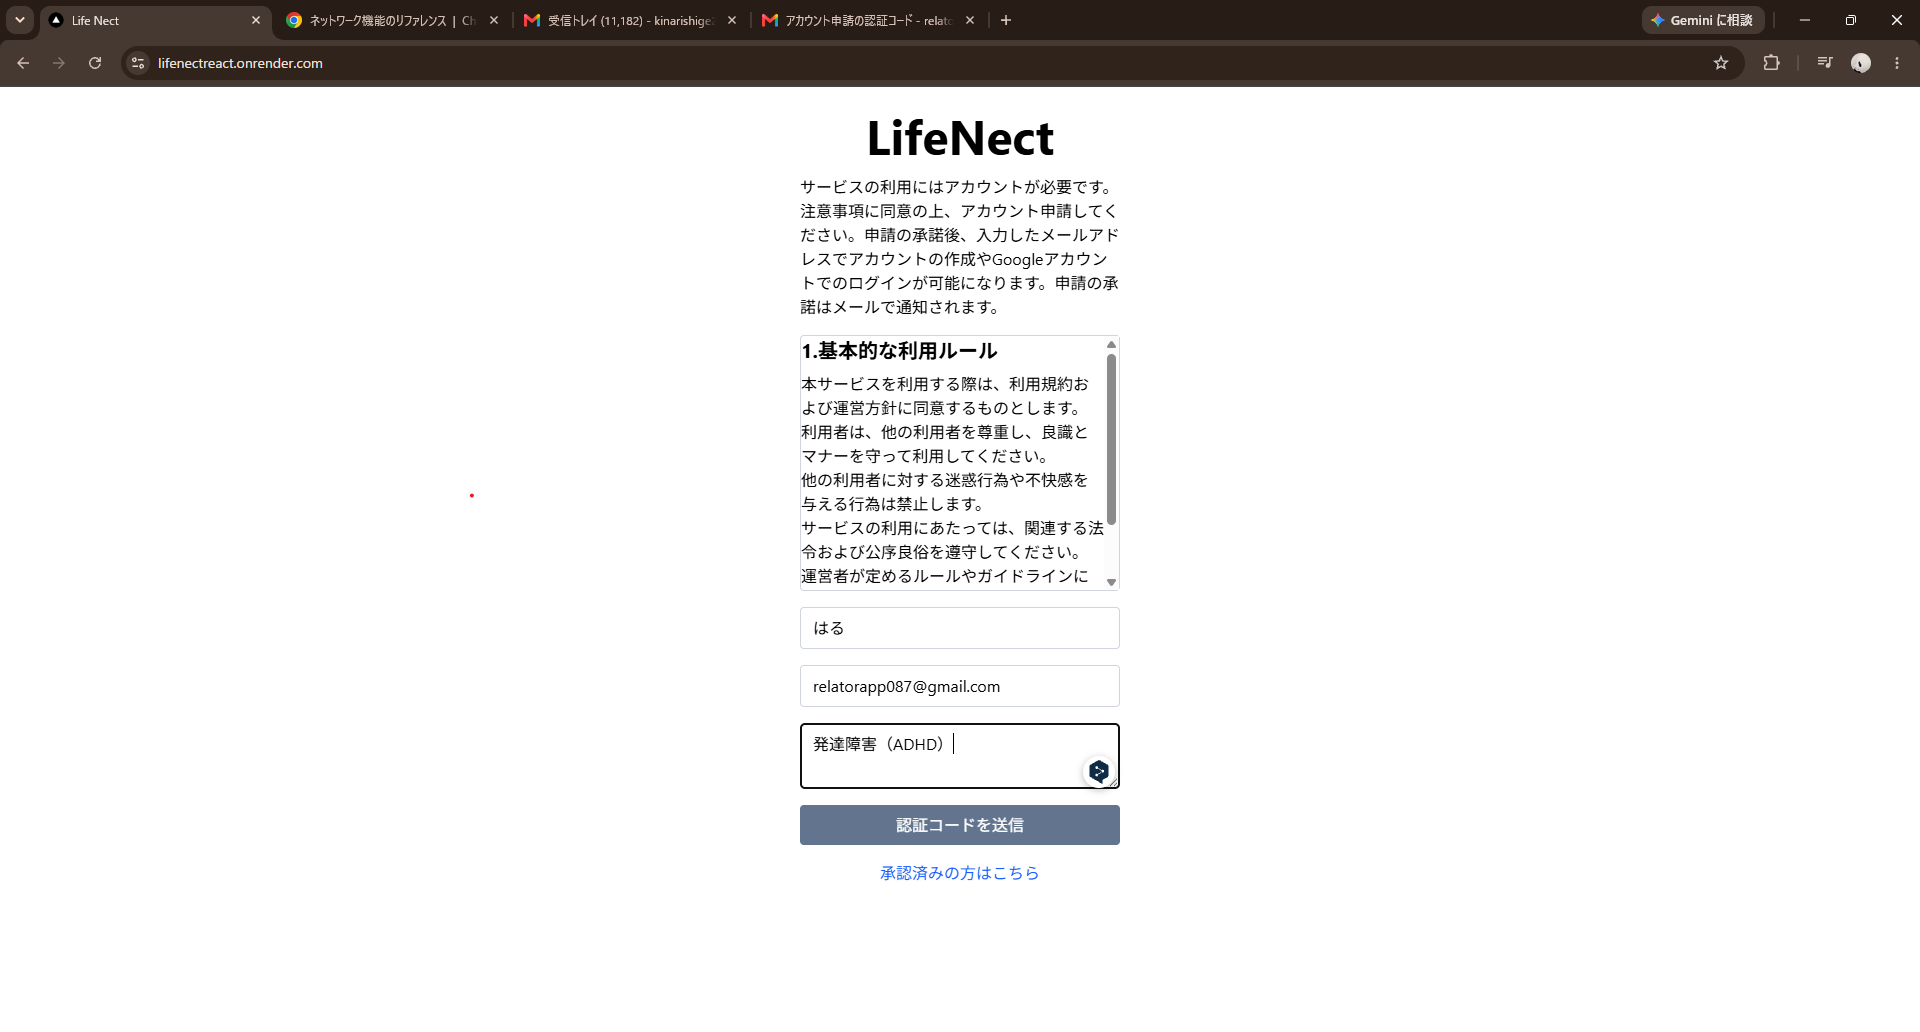 Life Nect
ネットワーク機能のリファレンス | Ch
受信トレイ (11,182) - kinarishige
アカウント申請の認証コード - relato
Gemini に相談
lifenectreact.onrender.com
LifeNect
サービスの利用にはアカウントが必要です。
注意事項に同意の上、アカウント申請してく
ださい。申請の承諾後、入力したメールアド
レスでアカウントの作成やGoogleアカウン
トでのログインが可能になります。申請の承
諾はメールで通知されます。
1.基本的な利用ルール
本サービスを利用する際は、利用規約お
よび運営方針に同意するものとします。
利用者は、他の利用者を尊重し、良識と
マナーを守って利用してください。
他の利用者に対する迷惑行為や不快感を
与える行為は禁止します。
サービスの利用にあたっては、関連する法
令および公序良俗を遵守してください。
運営者が定めるルールやガイドラインに
はる
relatorapp087@gmail.com
発達障害（ADHD）
認証コードを送信
承認済みの方はこちら